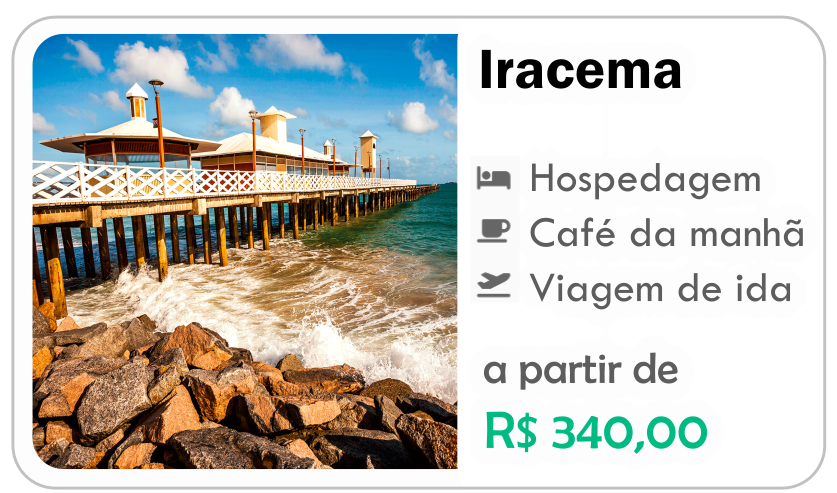 Iracema
Hospedagem
Café da manhã
Viagem de ida
a partir de
R$ 340,00